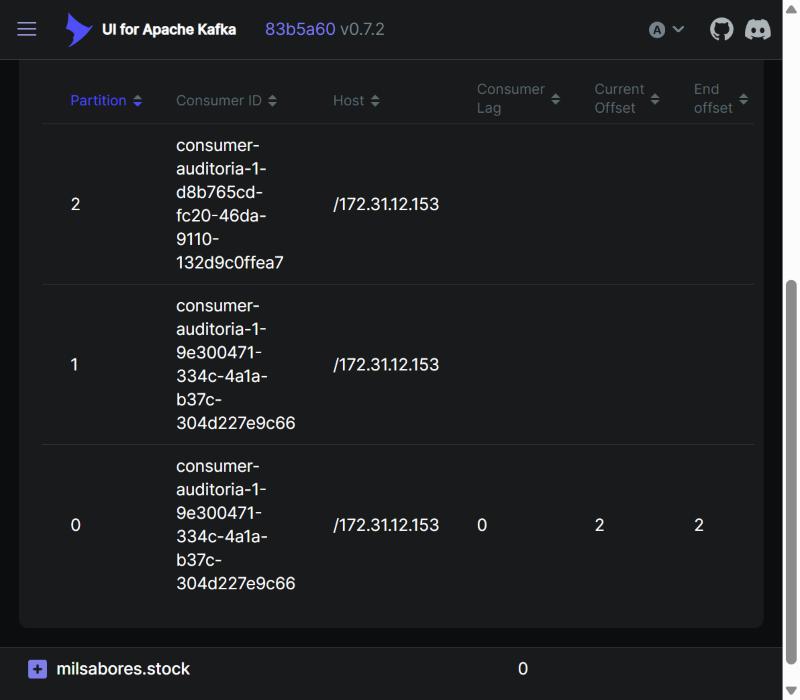 UI for Apache Kafka 83b5a60 v0.7.2 A
Partition Consumer ID Host Consumer Lag Current Offset End offset
consumer-
auditoria-1-
d8b765cd-
2 fc20-46da- /172.31.12.153
9110-
132d9c0ffea7
consumer-
auditoria-1-
9e300471-
1 334c-4a1a- /172.31.12.153
b37c-
304d227e9c66
consumer-
auditoria-1-
9e300471-
0 334c-4a1a- /172.31.12.153 0 2 2
b37c-
304d227e9c66
milsabores.stock 0